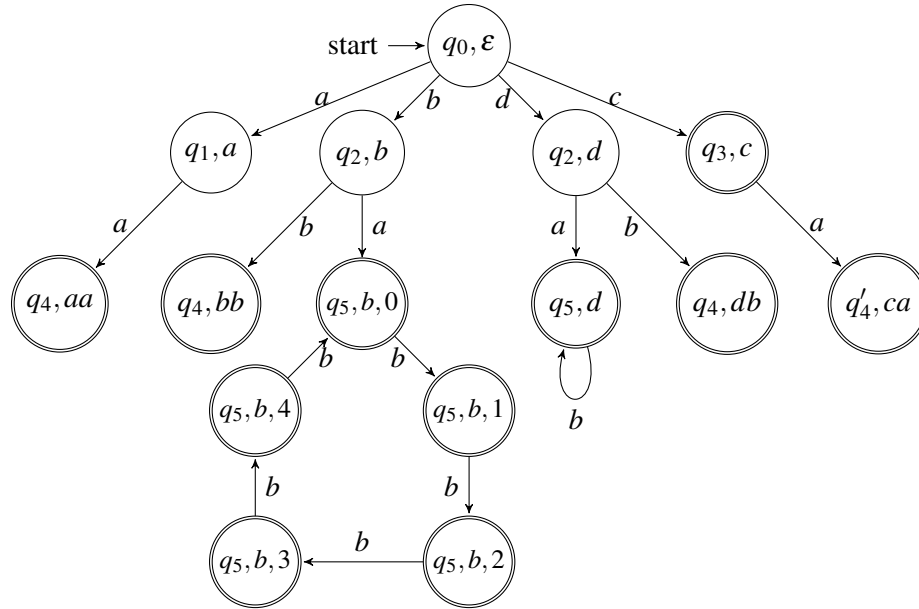 start q₀, ε
a b d c
q₁, a q₂, b q₂, d q₃, c
a b a a b a
q₄, aa q₄, bb q₅, b, 0 q₅, d q₄, db q′₄, ca
b b
q₅, b, 4 q₅, b, 1 b
b b
q₅, b, 3 b q₅, b, 2